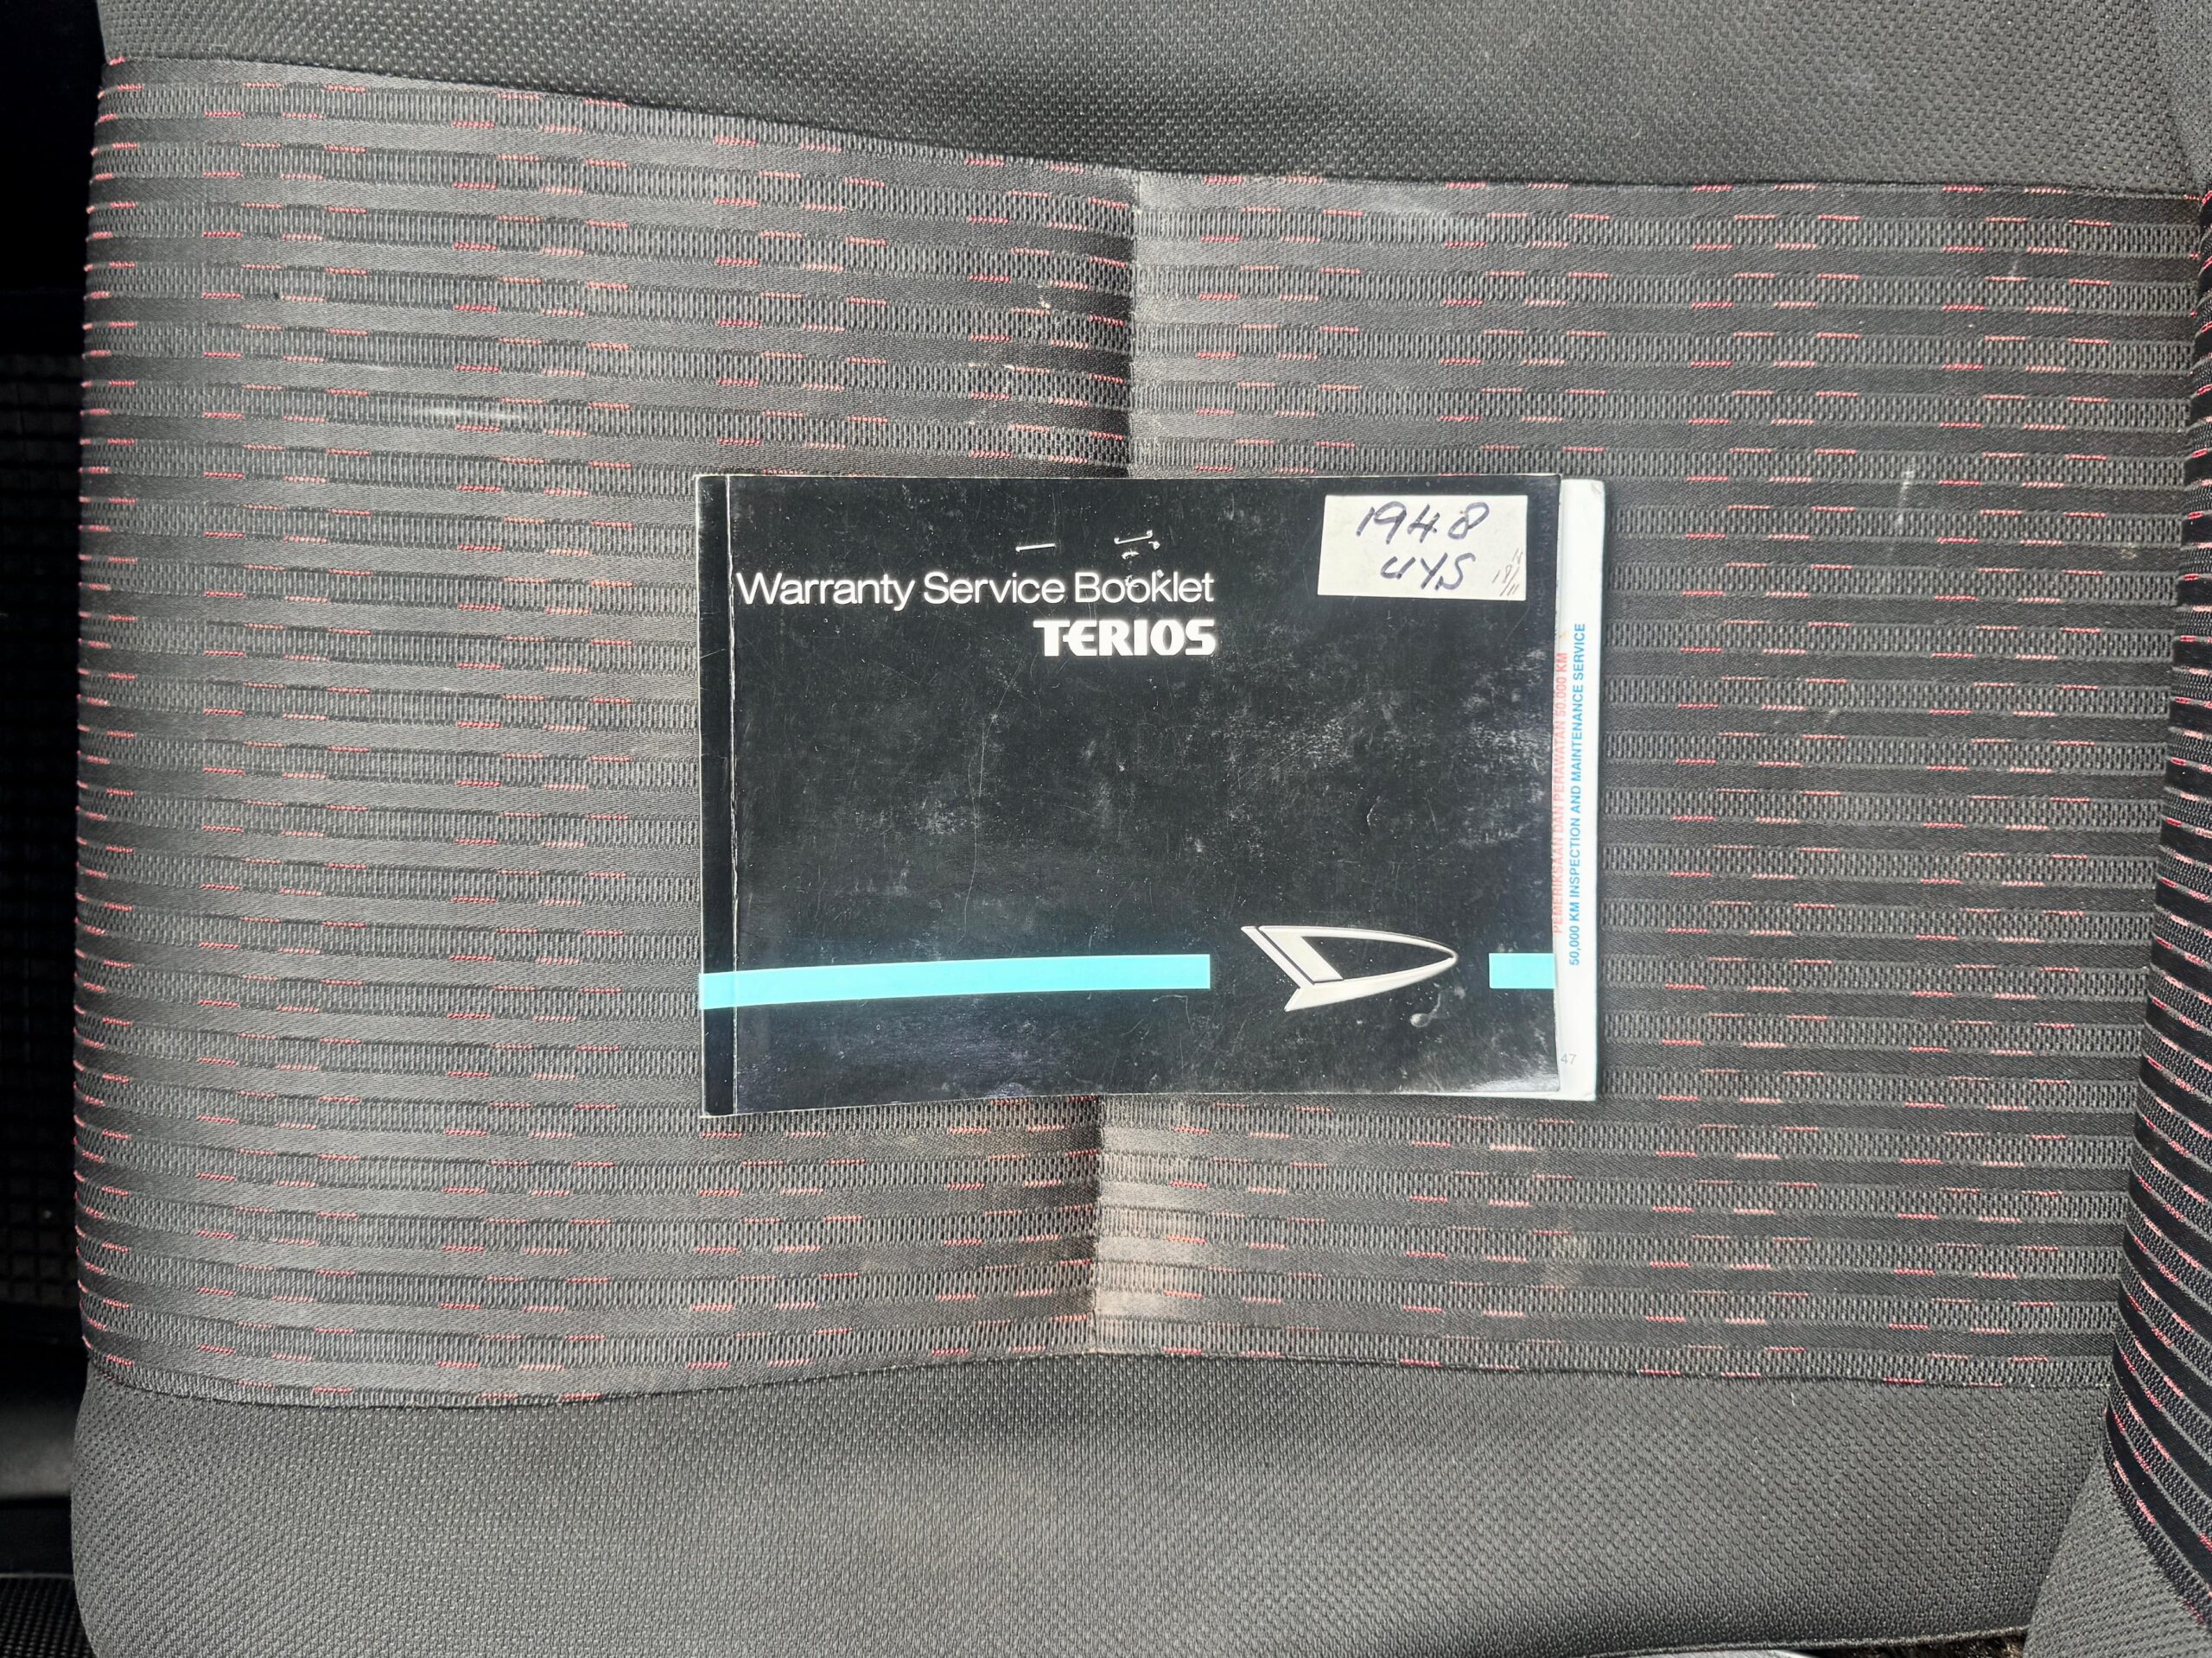 1948
UYS
Warranty Service Booklet
TERIOS
PEMERIKSAAN DAN PERAWATAN 50.000 KM
50,000 KM INSPECTION AND MAINTENANCE SERVICE
47